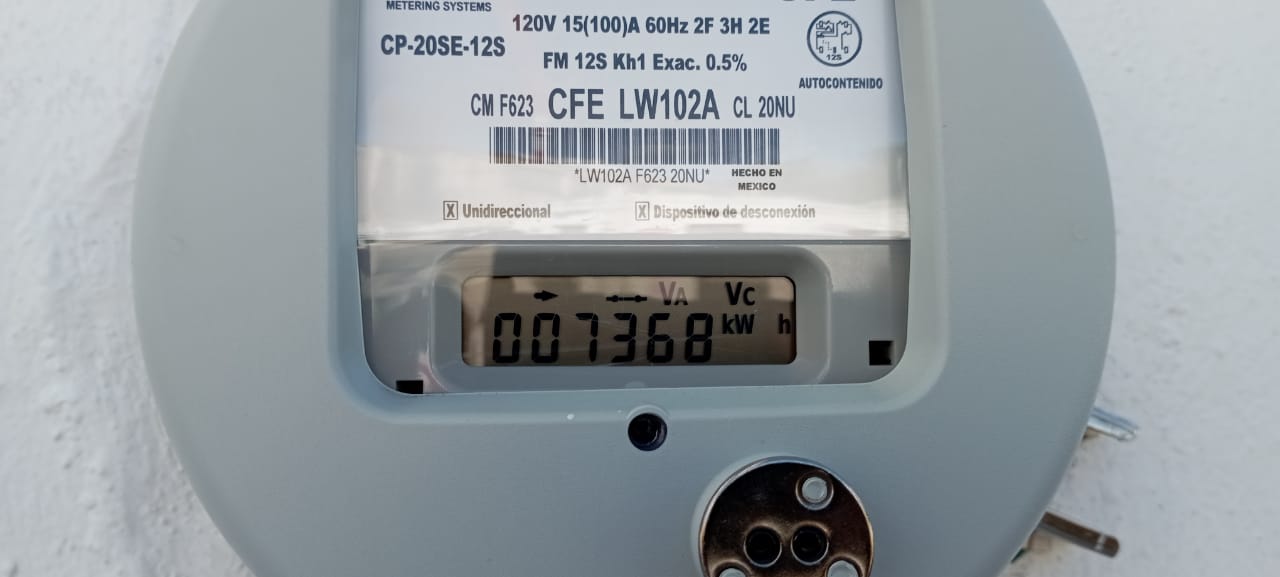 METERING SYSTEMS
120V 15(100)A 60Hz 2F 3H 2E
CP-20SE-12S
FM 12S Kh1 Exac. 0.5%
12S
AUTOCONTENIDO
CM F623 CFE LW102A CL 20NU
*LW102A F623 20NU*
HECHO EN
MEXICO
X Unidireccional
X Dispositivo de desconexión
VA VC
007368 kW h